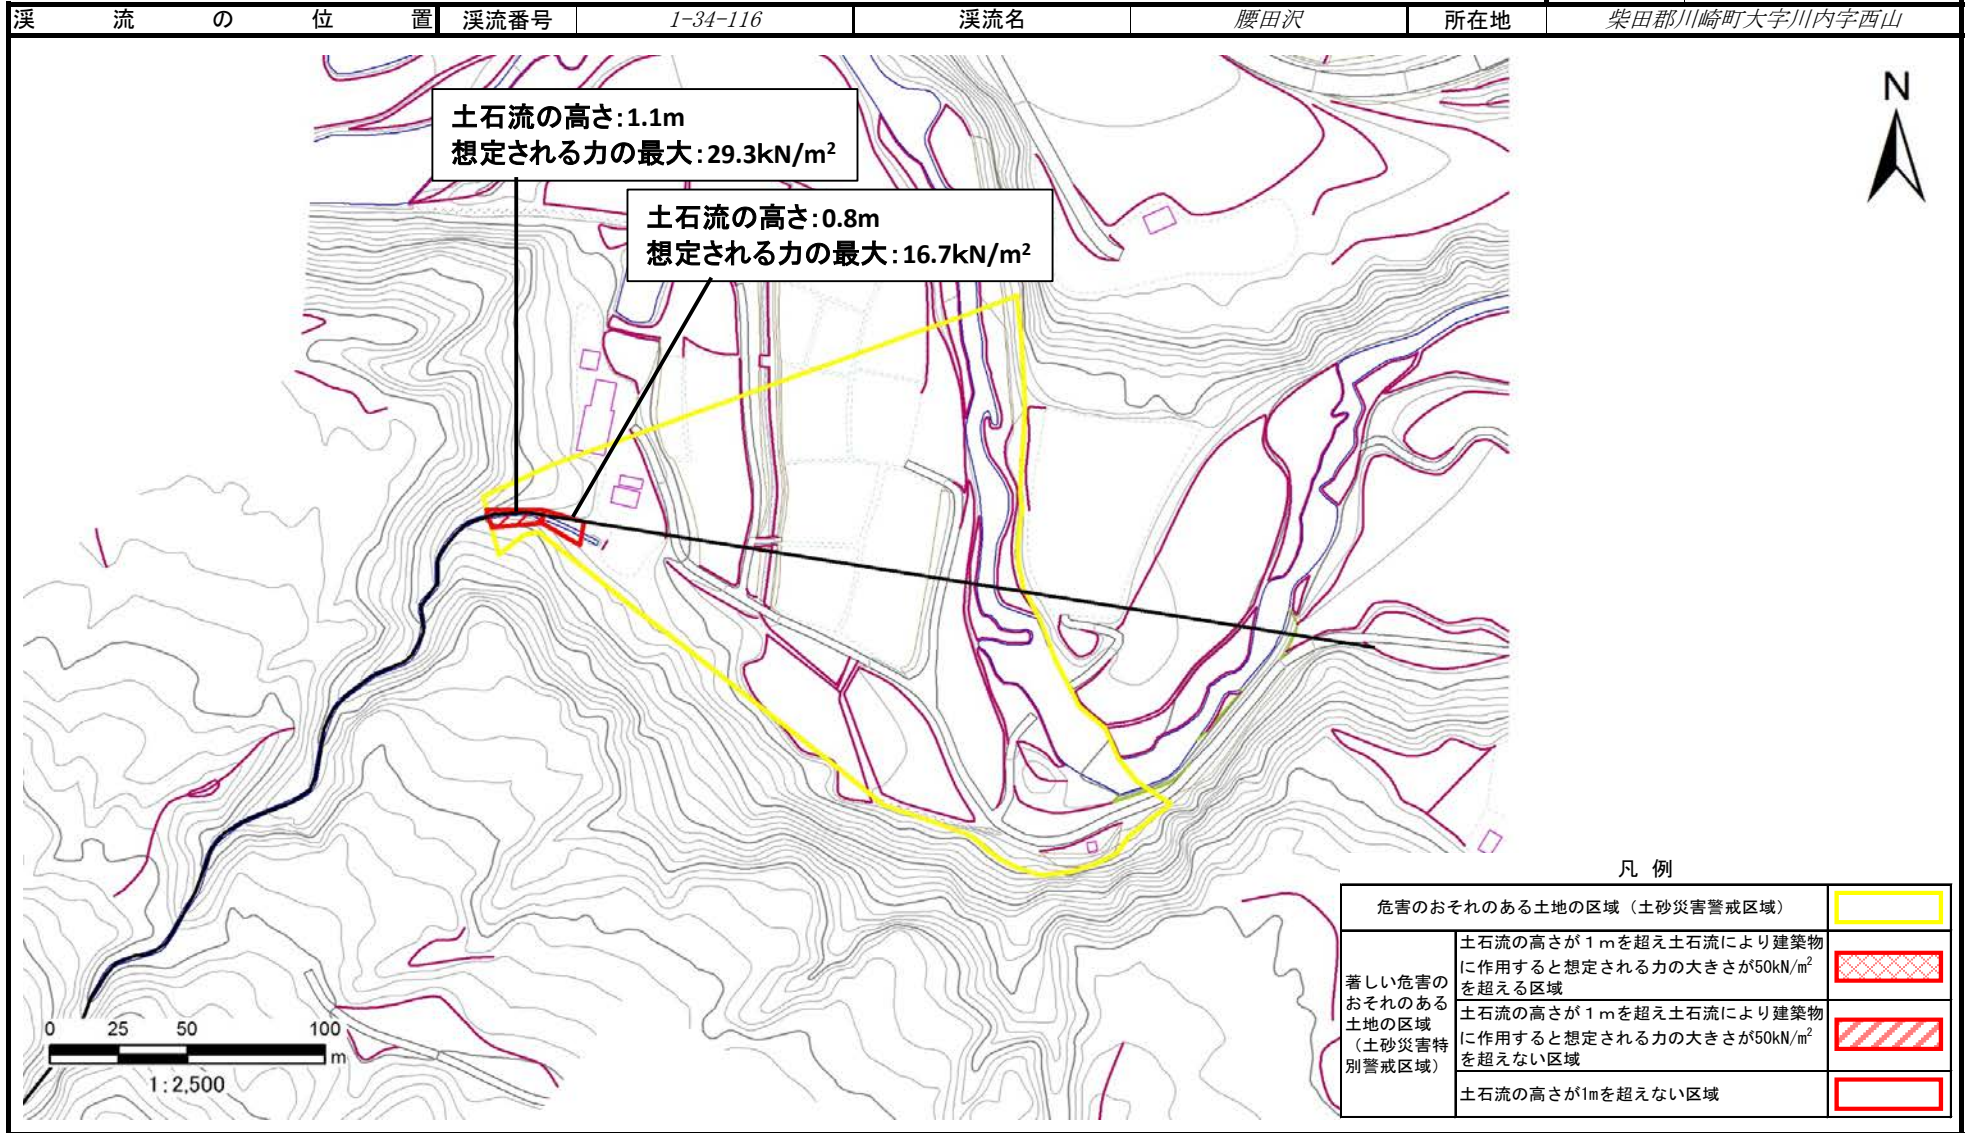 渓流の位置 渓流番号 1-34-116 渓流名 腰田沢 所在地 柴田郡川崎町大字川内字西山
N
土石流の高さ:1.1m
想定される力の最大:29.3kN/m²
土石流の高さ:0.8m
想定される力の最大:16.7kN/m²
凡 例
危害のおそれのある土地の区域（土砂災害警戒区域）
著しい危害の
おそれのある
土地の区域
（土砂災害特
別警戒区域）
土石流の高さが１ｍを超え土石流により建築物
に作用すると想定される力の大きさが50kN/m²
を超える区域
土石流の高さが１ｍを超え土石流により建築物
に作用すると想定される力の大きさが50kN/m²
を超えない区域
土石流の高さが1mを超えない区域
0 25 50 100
m
1:2,500